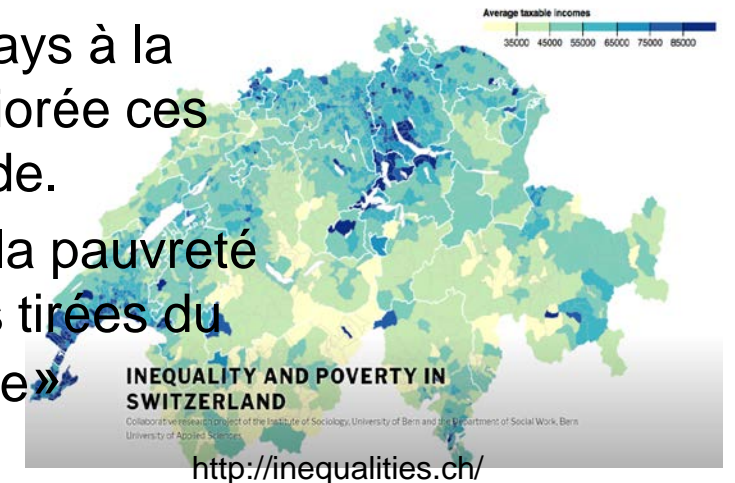 ays à la
iorée ces
de.
la pauvreté
s tirées du
e»
Average taxable incomes
35000 45000 55000 65000 75000 85000
INEQUALITY AND POVERTY IN
SWITZERLAND
Collaborative research project of the Institute of Sociology, University of Bern and the Department of Social Work, Bern
University of Applied Sciences
http://inequalities.ch/